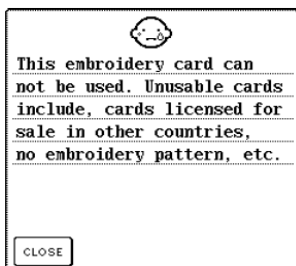 This embroidery card can
not be used. Unusable cards
include, cards licensed for
sale in other countries,
no embroidery pattern, etc.
CLOSE